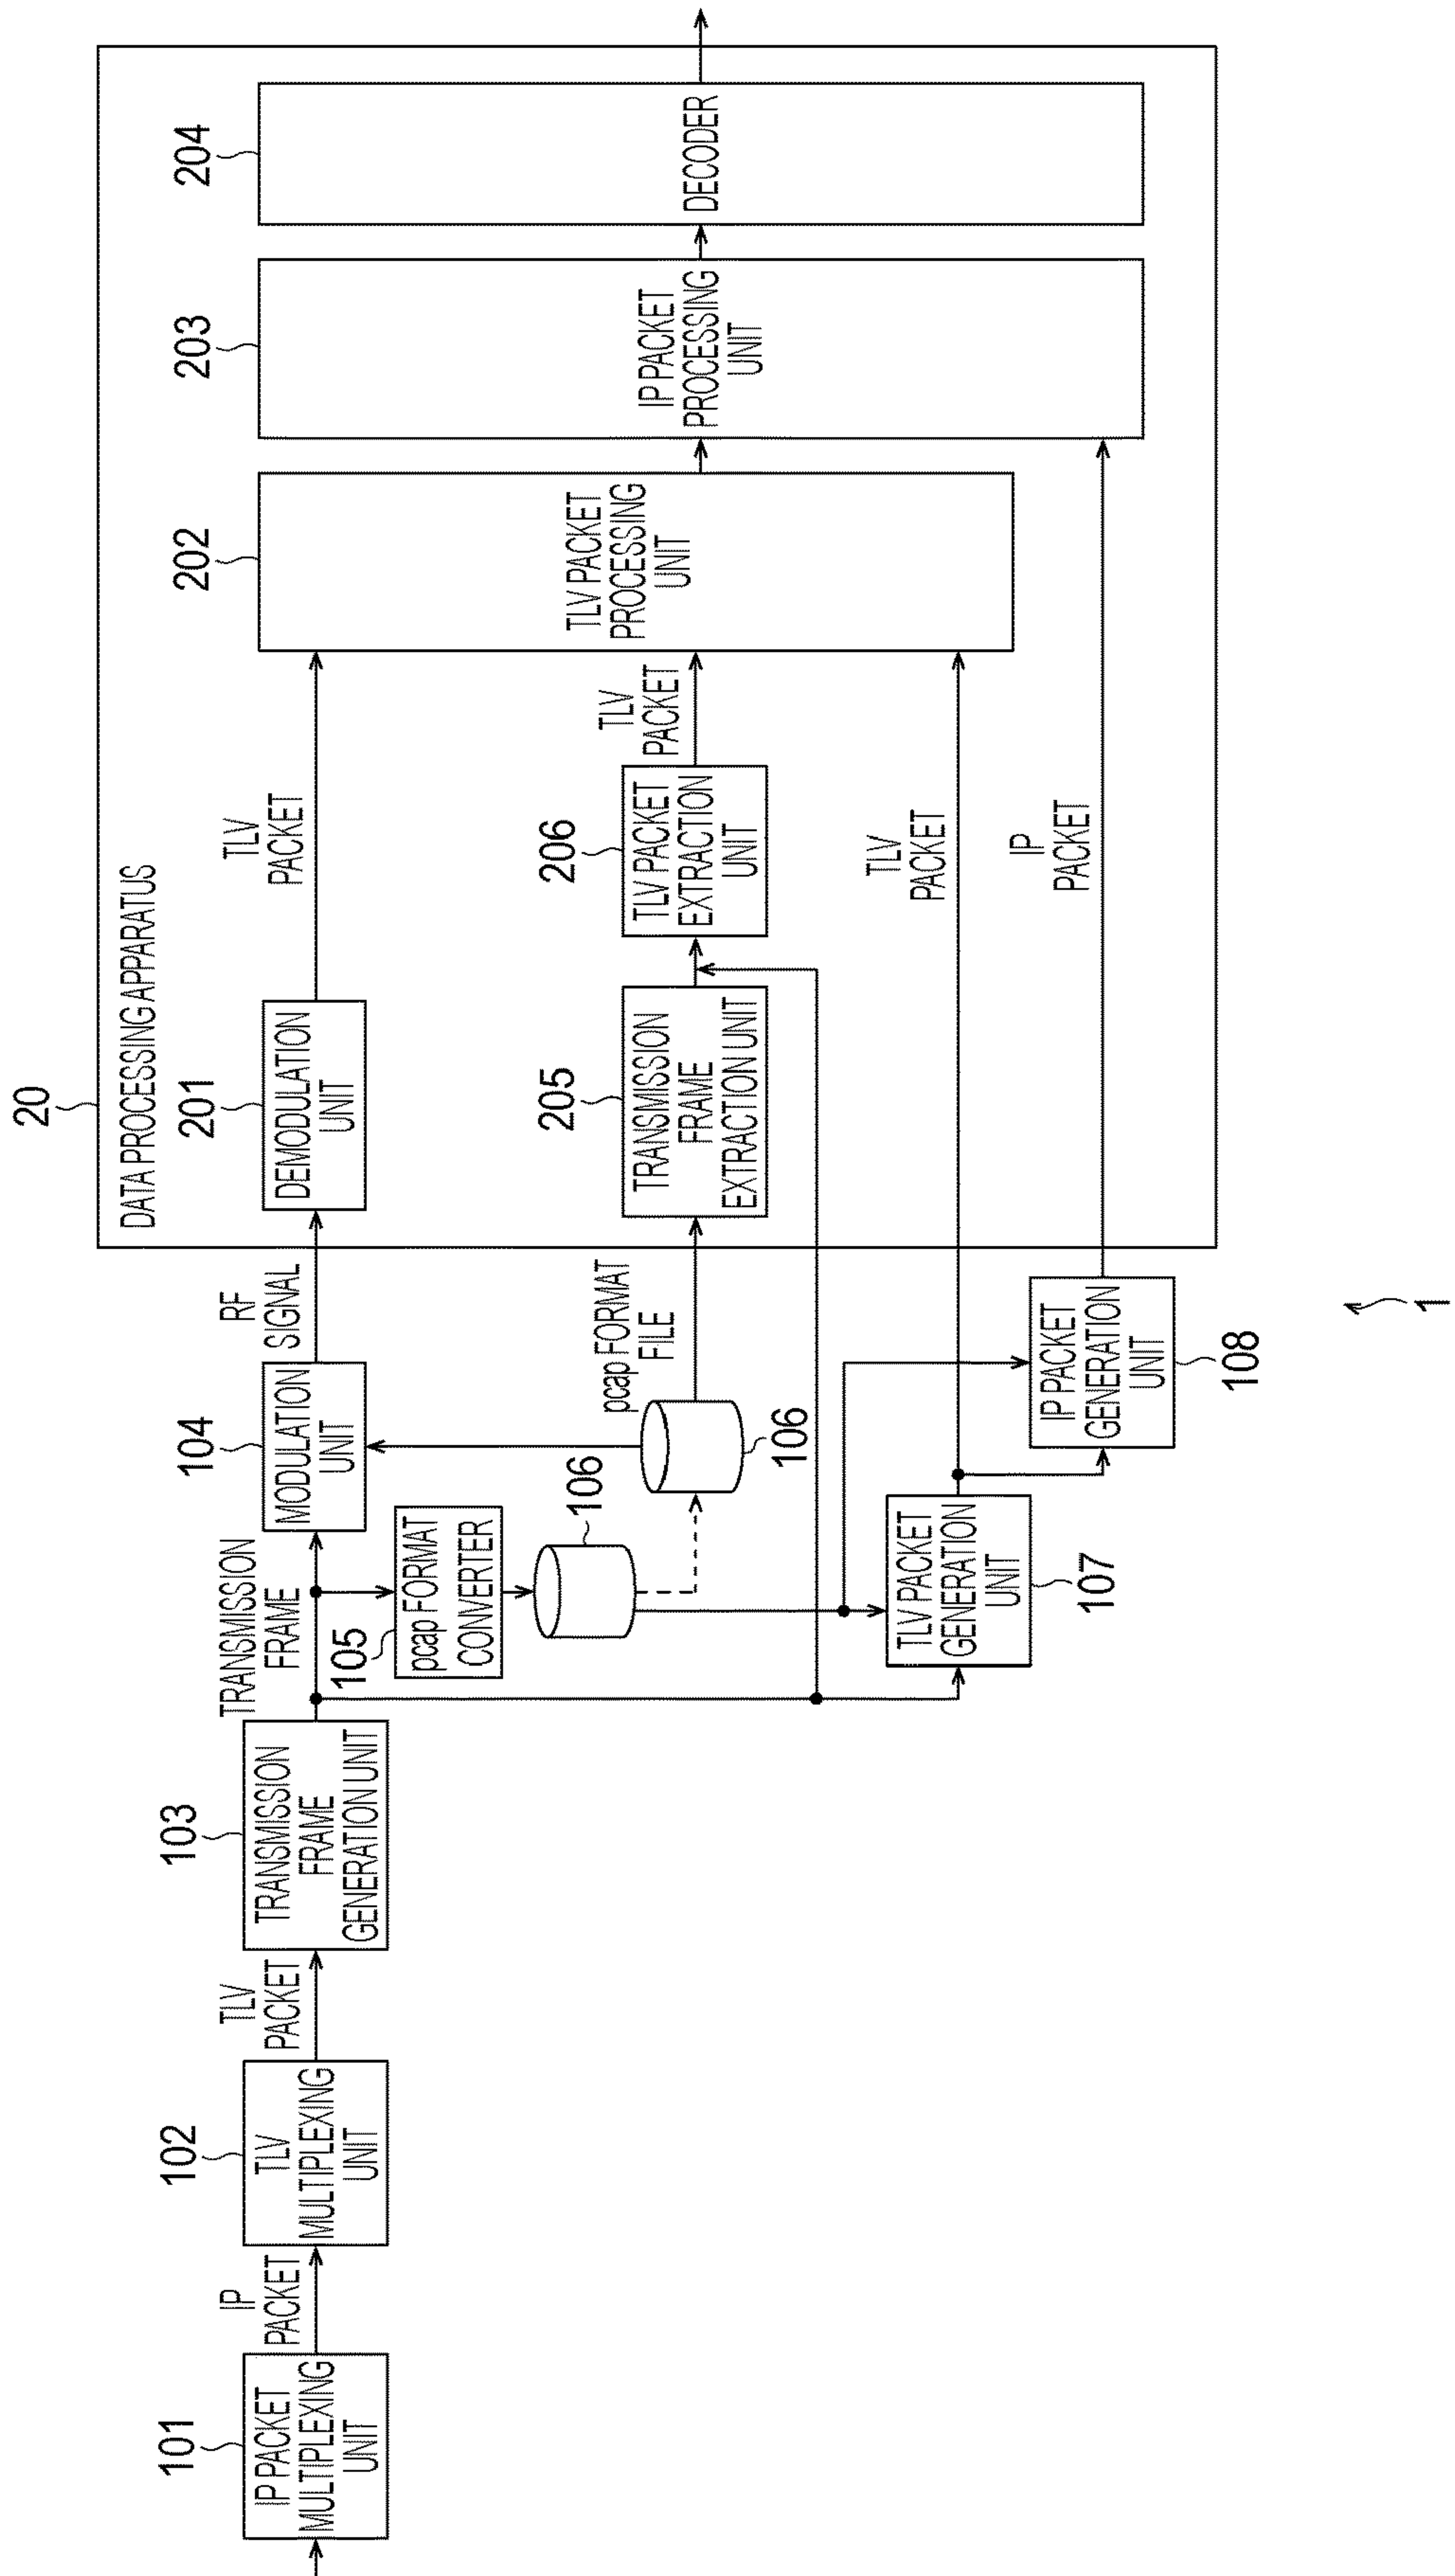 20
DATA PROCESSING APPARATUS
101
IP PACKET
MULTIPLEXING
UNIT
IP
PACKET
102
TLV
MULTIPLEXING
UNIT
TLV
PACKET
103
TRANSMISSION
FRAME
GENERATION UNIT
TRANSMISSION
FRAME
104
MODULATION
UNIT
RF
SIGNAL
201
DEMODULATION
UNIT
TLV
PACKET
202
TLV PACKET
PROCESSING
UNIT
203
IP PACKET
PROCESSING
UNIT
204
DECODER
105
pcap FORMAT
CONVERTER
106
106
pcap FORMAT
FILE
205
TRANSMISSION
FRAME
EXTRACTION UNIT
206
TLV PACKET
EXTRACTION
UNIT
TLV
PACKET
107
TLV PACKET
GENERATION
UNIT
TLV
PACKET
108
IP PACKET
GENERATION
UNIT
IP
PACKET
1